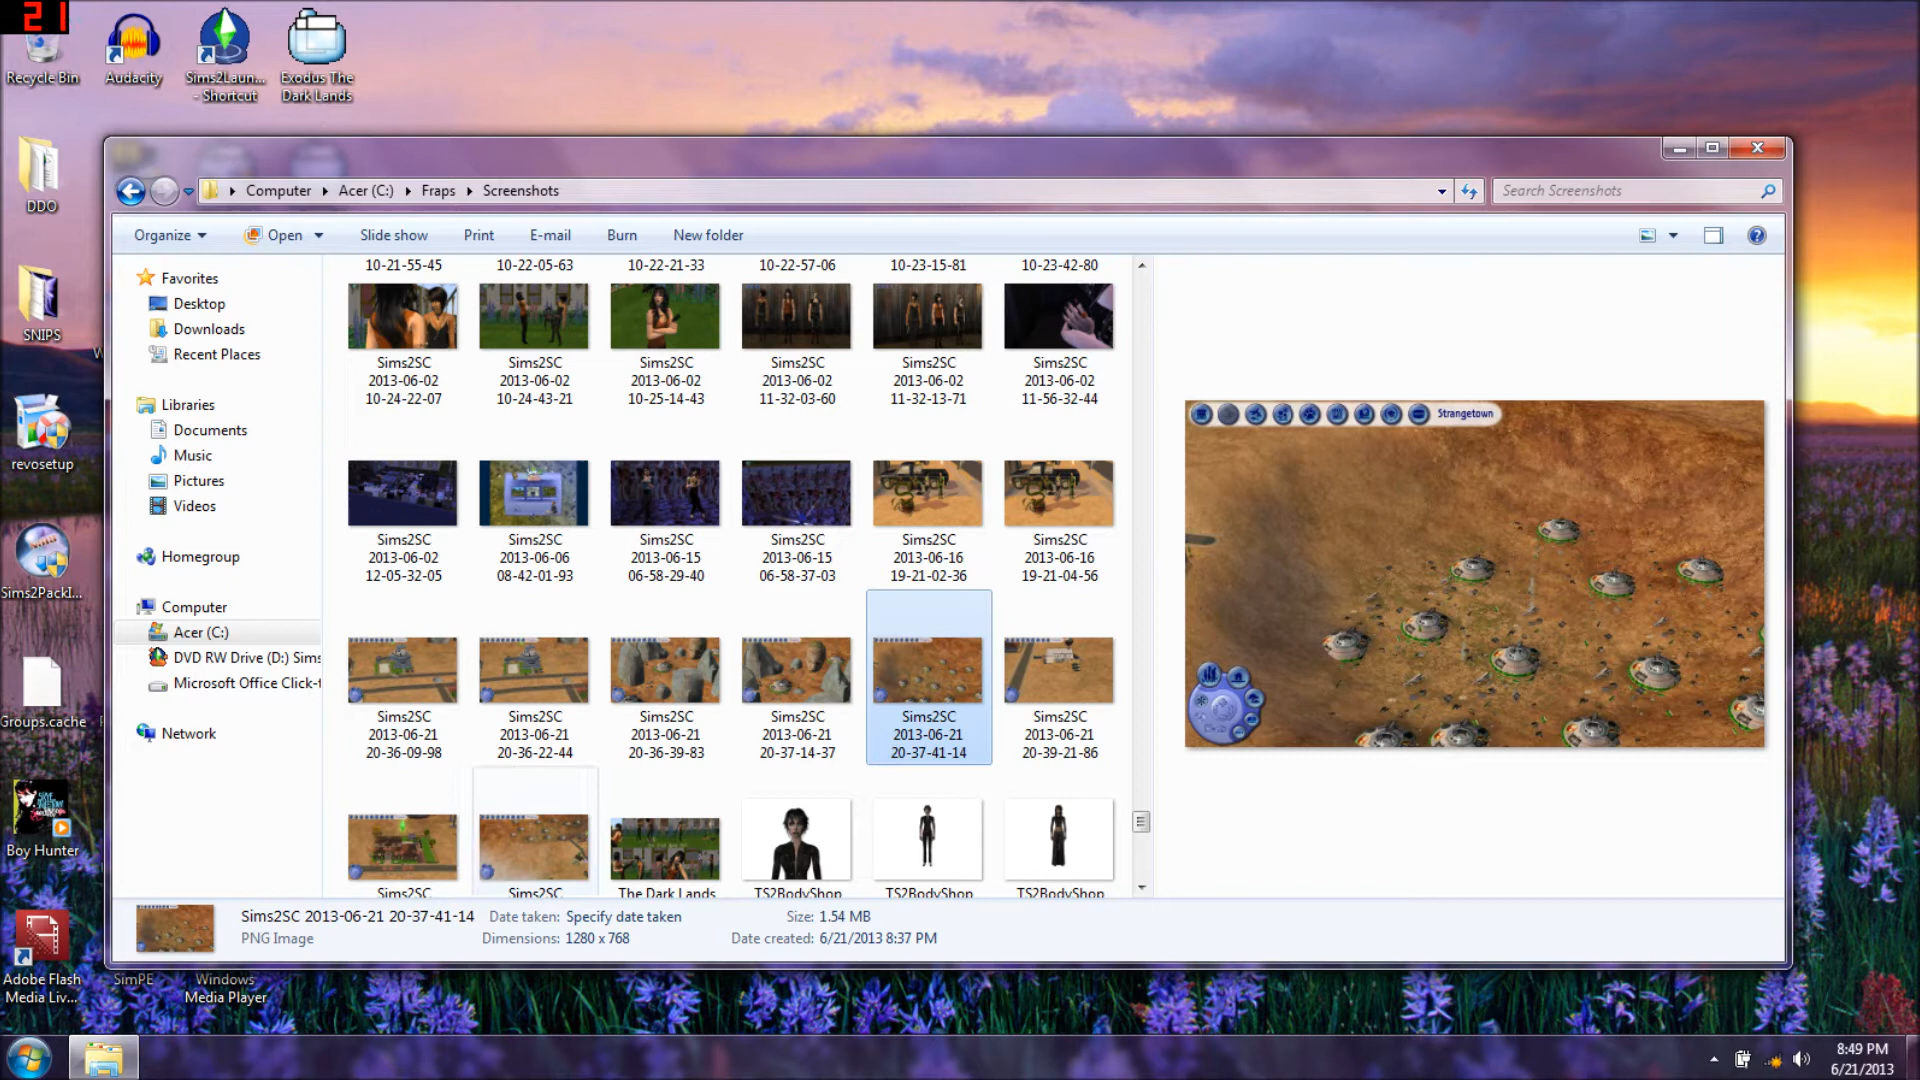 21
Recycle Bin
Audacity
Sims2Laun...
- Shortcut
Exodus The
Dark Lands
DDO
SNIPS
revosetup
Sims2PackI...
Groups.cache
Boy Hunter
Adobe Flash
Media Liv...
SimPE
Windows
Media Player
Computer
Acer (C:)
Fraps
Screenshots
Search Screenshots
Organize
Open
Slide show
Print
E-mail
Burn
New folder
Favorites
Desktop
Downloads
Recent Places
Libraries
Documents
Music
Pictures
Videos
Homegroup
Computer
Acer (C:)
DVD RW Drive (D:) Sims
Microsoft Office Click-t
Network
10-21-55-45
10-22-05-63
10-22-21-33
10-22-57-06
10-23-15-81
10-23-42-80
Sims2SC
2013-06-02
10-24-22-07
Sims2SC
2013-06-02
10-24-43-21
Sims2SC
2013-06-02
10-25-14-43
Sims2SC
2013-06-02
11-32-03-60
Sims2SC
2013-06-02
11-32-13-71
Sims2SC
2013-06-02
11-56-32-44
Sims2SC
2013-06-02
12-05-32-05
Sims2SC
2013-06-06
08-42-01-93
Sims2SC
2013-06-15
06-58-29-40
Sims2SC
2013-06-15
06-58-37-03
Sims2SC
2013-06-16
19-21-02-36
Sims2SC
2013-06-16
19-21-04-56
Sims2SC
2013-06-21
20-36-09-98
Sims2SC
2013-06-21
20-36-22-44
Sims2SC
2013-06-21
20-36-39-83
Sims2SC
2013-06-21
20-37-14-37
Sims2SC
2013-06-21
20-37-41-14
Sims2SC
2013-06-21
20-39-21-86
Sims2SC
Sims2SC
The Dark Lands
TS2BodyShop
TS2BodyShop
TS2BodyShop
Strangetown
Sims2SC 2013-06-21 20-37-41-14
PNG Image
Date taken: Specify date taken
Dimensions: 1280 x 768
Size: 1.54 MB
Date created: 6/21/2013 8:37 PM
8:49 PM
6/21/2013